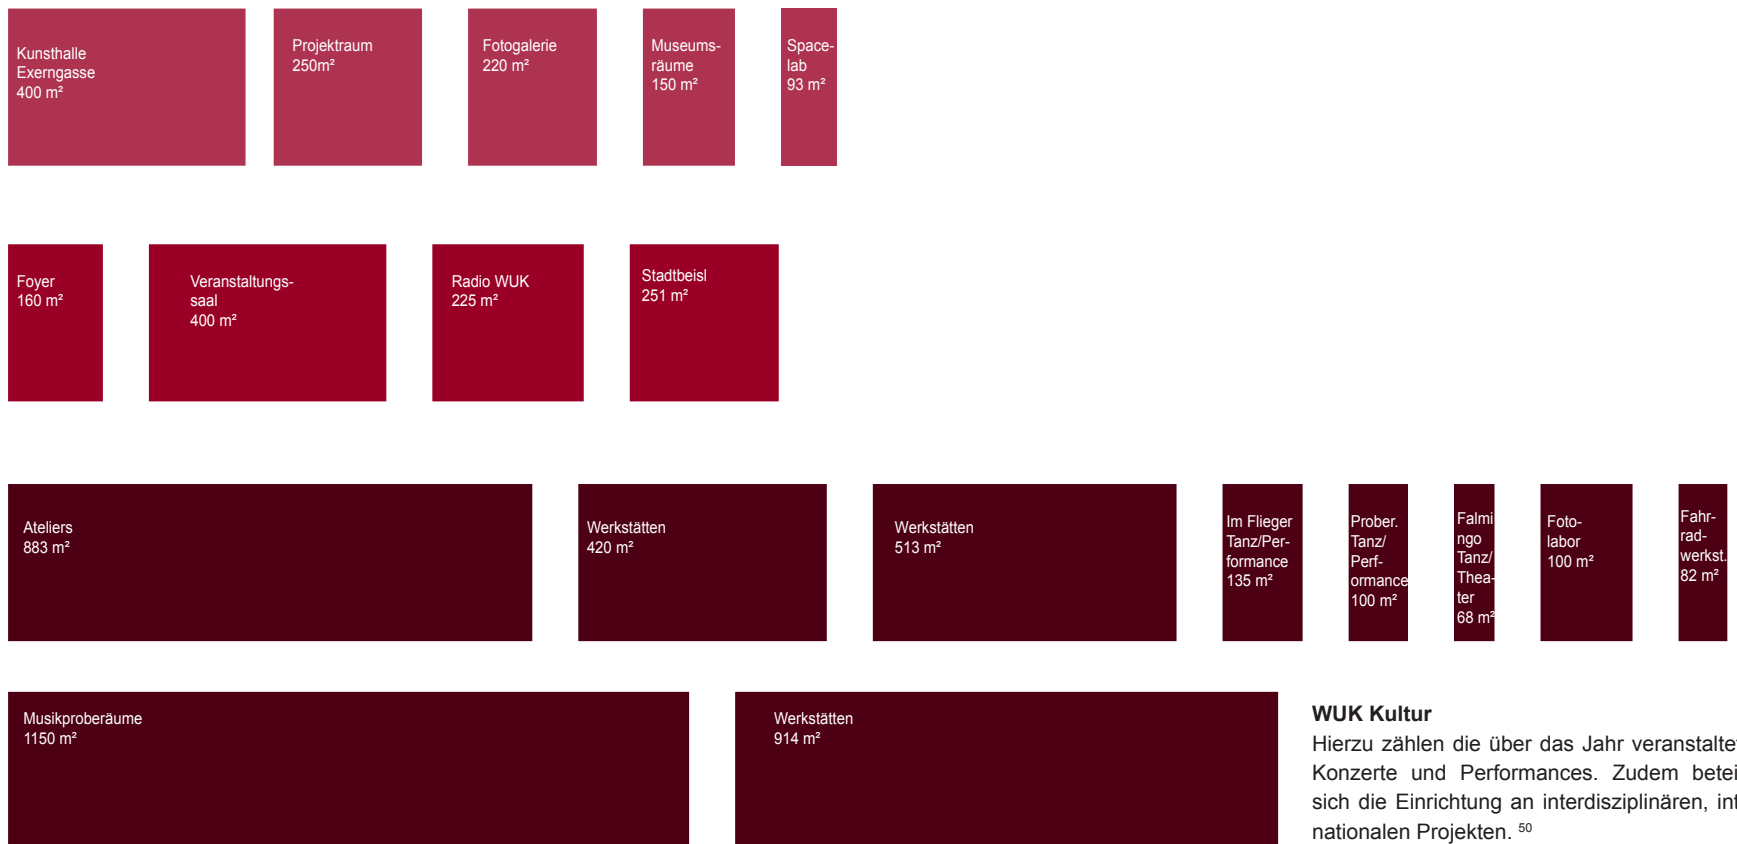 Kunsthalle
Exerngasse
400 m²
Projektraum
250m²
Fotogalerie
220 m²
Museums-
räume
150 m²
Space-
lab
93 m²
Foyer
160 m²
Veranstaltungs-
saal
400 m²
Radio WUK
225 m²
Stadtbeisl
251 m²
Ateliers
883 m²
Werkstätten
420 m²
Werkstätten
513 m²
Im Flieger
Tanz/Per-
formance
135 m²
Prober.
Tanz/
Perf-
ormance
100 m²
Falmi
ngo
Tanz/
Thea-
ter
68 m²
Foto-
labor
100 m²
Fahr-
rad-
werkst.
82 m²
Musikproberäume
1150 m²
Werkstätten
914 m²
WUK Kultur
Hierzu zählen die über das Jahr veranstalte
Konzerte und Performances. Zudem betei
sich die Einrichtung an interdisziplinären, int
nationalen Projekten. 50